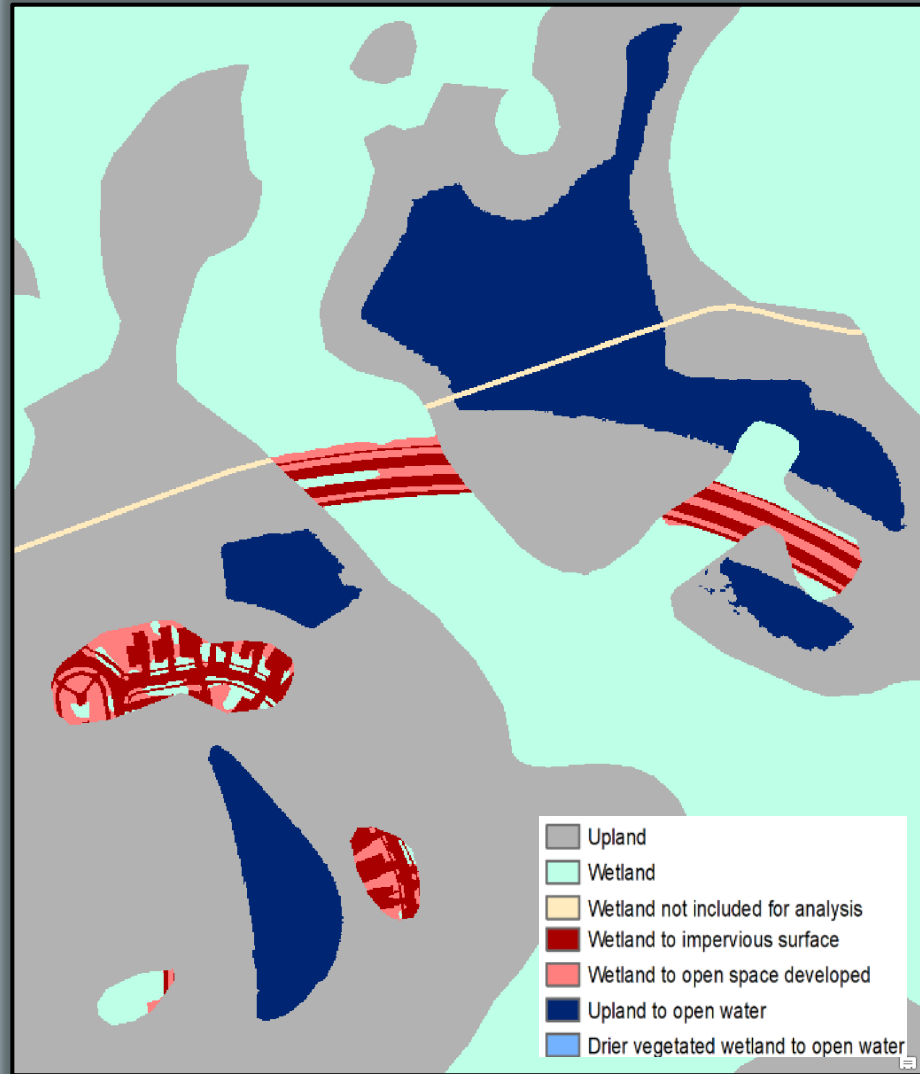 Upland
Wetland
Wetland not included for analysis
Wetland to impervious surface
Wetland to open space developed
Upland to open water
Drier vegetated wetland to open water